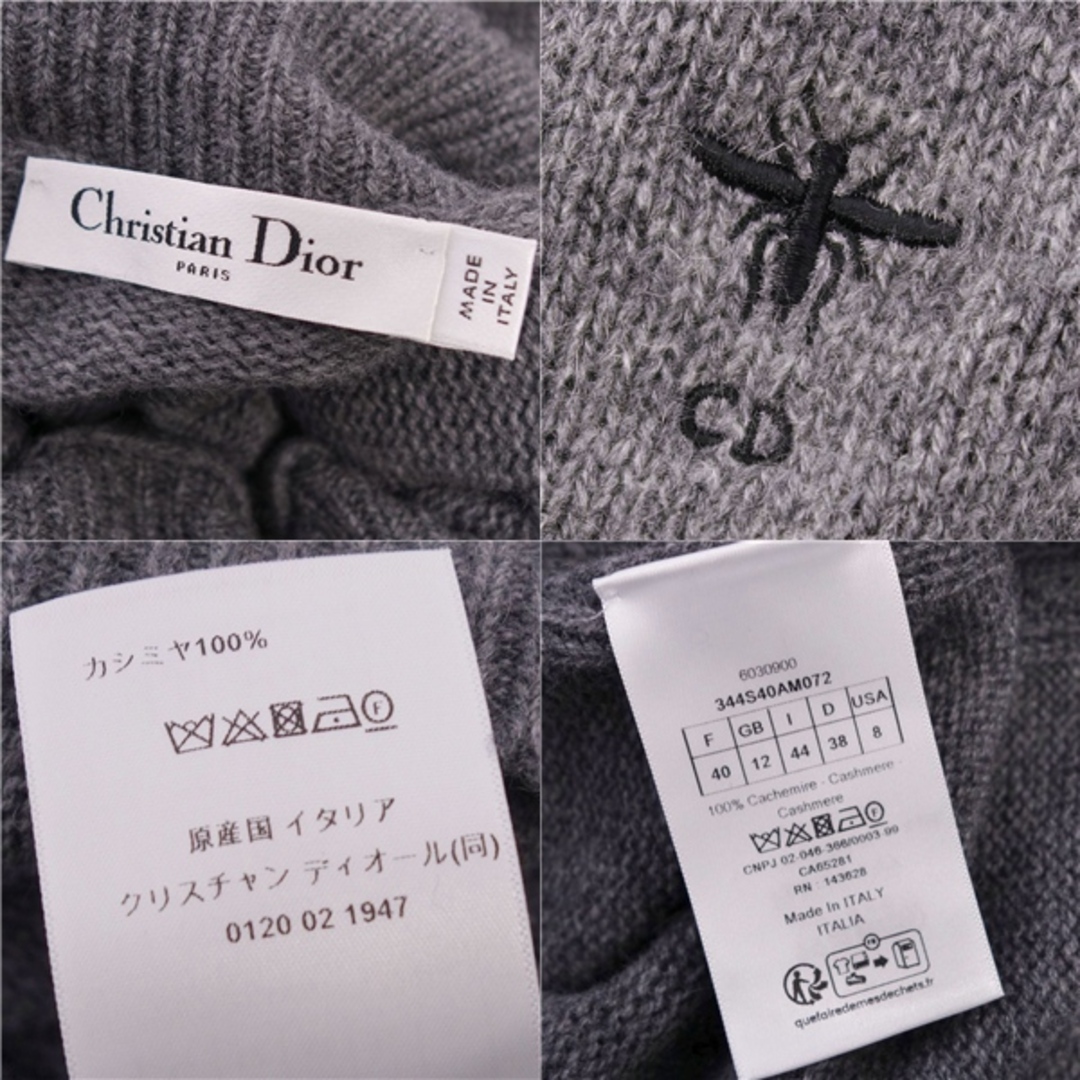 Christian Dior
PARIS
MADE
IN
ITALY
CD
カシミヤ100%
F
原産国 イタリア
クリスチャン ディオール(同)
0120 02 1947
6030900
344S40AM072
F GB I D USA
40 12 44 38 8
100% Cachemire - Cashmere -
Cashmere
F
CNPJ 02-046-366/0003-99
CA65281
RN : 143628
Made In ITALY
ITALIA
quefairedemesdechets.fr